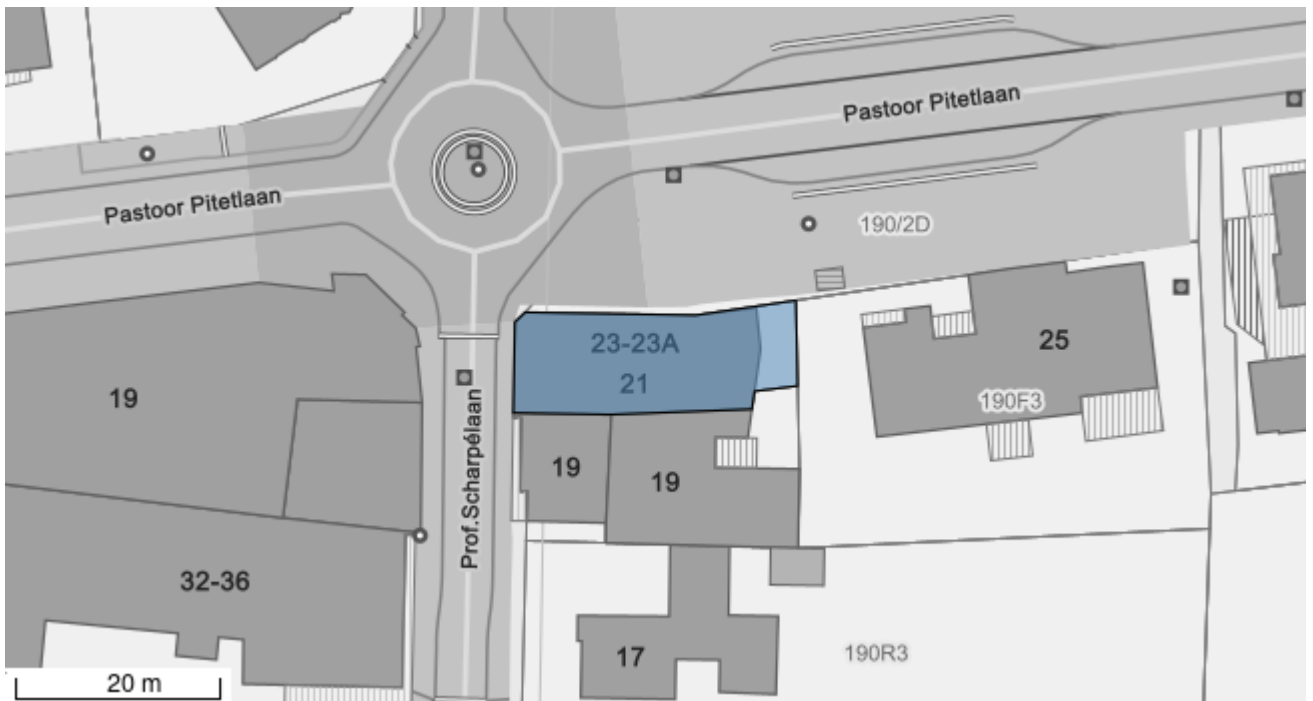 Pastoor Pitetlaan
Pastoor Pitetlaan
190/2D
23-23A
21
25
190F3
19
19
19
Prof.Scharpélaan
32-36
17
190R3
20 m